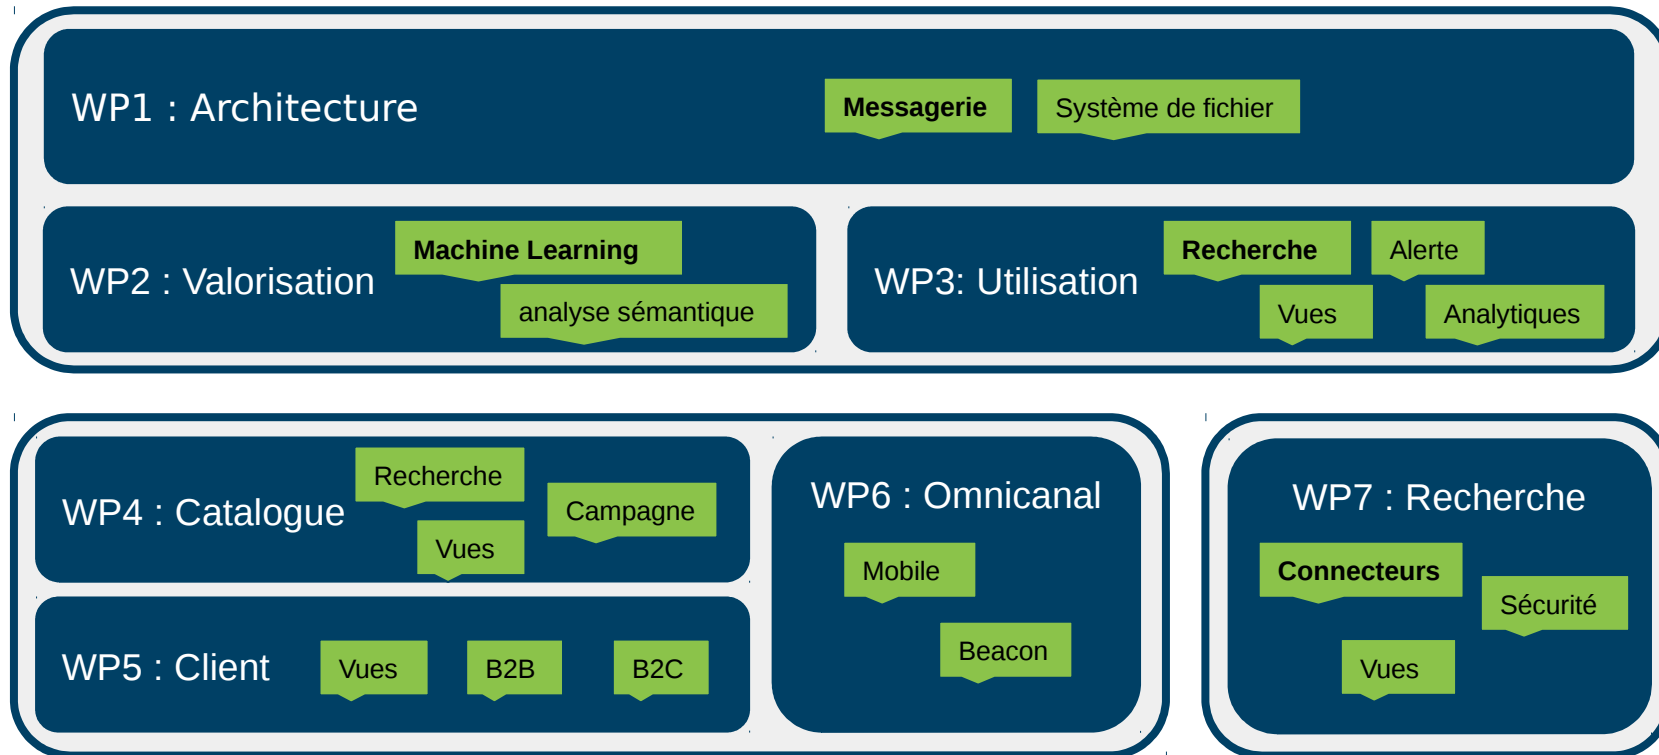 WP1 : Architecture
Messagerie
Système de fichier
WP2 : Valorisation
Machine Learning
analyse sémantique
WP3: Utilisation
Recherche
Alerte
Vues
Analytiques
WP4 : Catalogue
Recherche
Campagne
Vues
WP5 : Client
Vues
B2B
B2C
WP6 : Omnicanal
Mobile
Beacon
WP7 : Recherche
Connecteurs
Sécurité
Vues